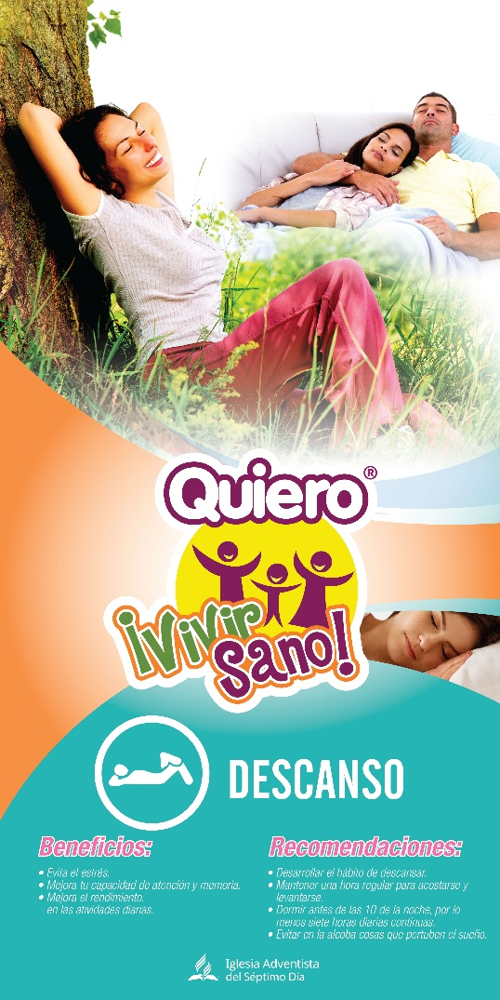 Quiero®
¡Vivir
Sano!
DESCANSO
Beneficios:
• Evita el estrés.
• Mejora tu capacidad de atención y memoria.
• Mejora el rendimiento.
en las atividades diarias.
Recomendaciones:
• Desarrollar el hábito de descansar.
• Mantener una hora regular para acostarse y
levantarse.
• Dormir antes de las 10 de la noche, por lo
menos siete horas diarias continuas.
• Evitar en la alcoba cosas que pertuben el sueño.
Iglesia Adventista
del Séptimo Día